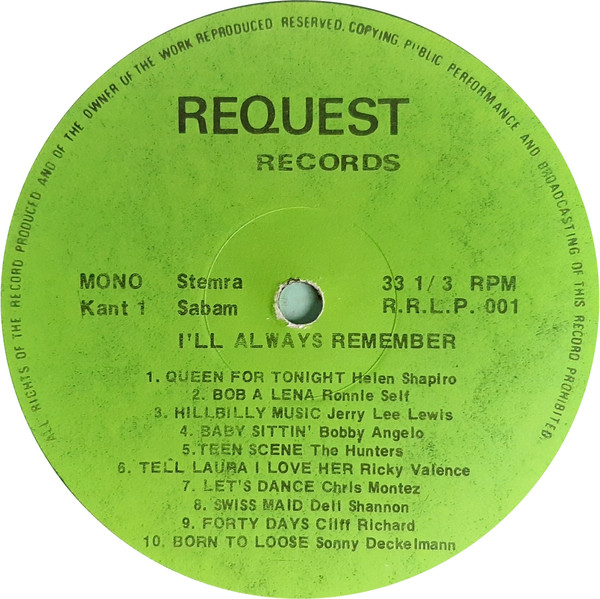 ALL RIGHTS OF THE RECORD PRODUCED AND OF THE OWNER OF THE WORK REPRODUCED RESERVED. COPYING, PUBLIC PERFORMANCE AND BROADCASTING OF THIS RECORD PROHIBITED.
REQUEST
RECORDS
MONO Stemra 33 1/3 RPM
Kant 1 Sabam R.R.L.P. 001
I'LL ALWAYS REMEMBER
1. QUEEN FOR TONIGHT Helen Shapiro
2. BOB A LENA Ronnie Self
3. HILLBILLY MUSIC Jerry Lee Lewis
4. BABY SITTIN' Bobby Angelo
5. TEEN SCENE The Hunters
6. TELL LAURA I LOVE HER Ricky Valence
7. LET'S DANCE Chris Montez
8. SWISS MAID Dell Shannon
9. FORTY DAYS Cliff Richard
10. BORN TO LOOSE Sonny Deckelmann